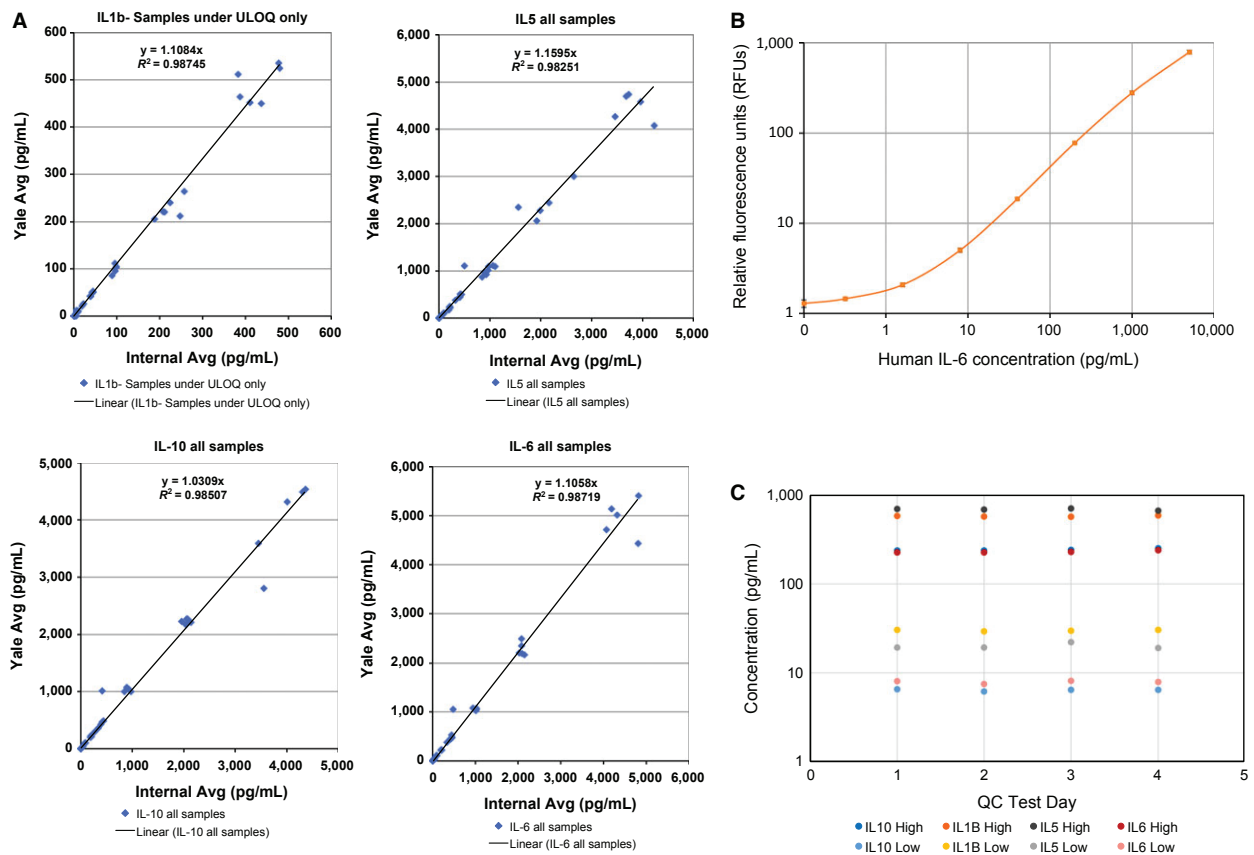 A
IL1b- Samples under ULOQ only
y = 1.1084x
R² = 0.98745
600
500
400
300
200
100
0
0 100 200 300 400 500 600
Yale Avg (pg/mL)
Internal Avg (pg/mL)
IL1b- Samples under ULOQ only
Linear (IL1b- Samples under ULOQ only)
IL5 all samples
y = 1.1595x
R² = 0.98251
6,000
5,000
4,000
3,000
2,000
1,000
0
0 1,000 2,000 3,000 4,000 5,000
Yale Avg (pg/mL)
Internal Avg (pg/mL)
IL5 all samples
Linear (IL5 all samples)
IL-10 all samples
y = 1.0309x
R² = 0.98507
5,000
4,000
3,000
2,000
1,000
0
0 1,000 2,000 3,000 4,000 5,000
Yale Avg (pg/mL)
Internal Avg (pg/mL)
IL-10 all samples
Linear (IL-10 all samples)
IL-6 all samples
y = 1.1058x
R² = 0.98719
6,000
5,000
4,000
3,000
2,000
1,000
0
0 1,000 2,000 3,000 4,000 5,000 6,000
Yale Avg (pg/mL)
Internal Avg (pg/mL)
IL-6 all samples
Linear (IL-6 all samples)
B
1,000
100
10
1
0 1 10 100 1,000 10,000
Relative fluorescence units (RFUs)
Human IL-6 concentration (pg/mL)
C
1,000
100
10
1
0 1 2 3 4 5
Concentration (pg/mL)
QC Test Day
IL10 High IL1B High IL5 High IL6 High
IL10 Low IL1B Low IL5 Low IL6 Low